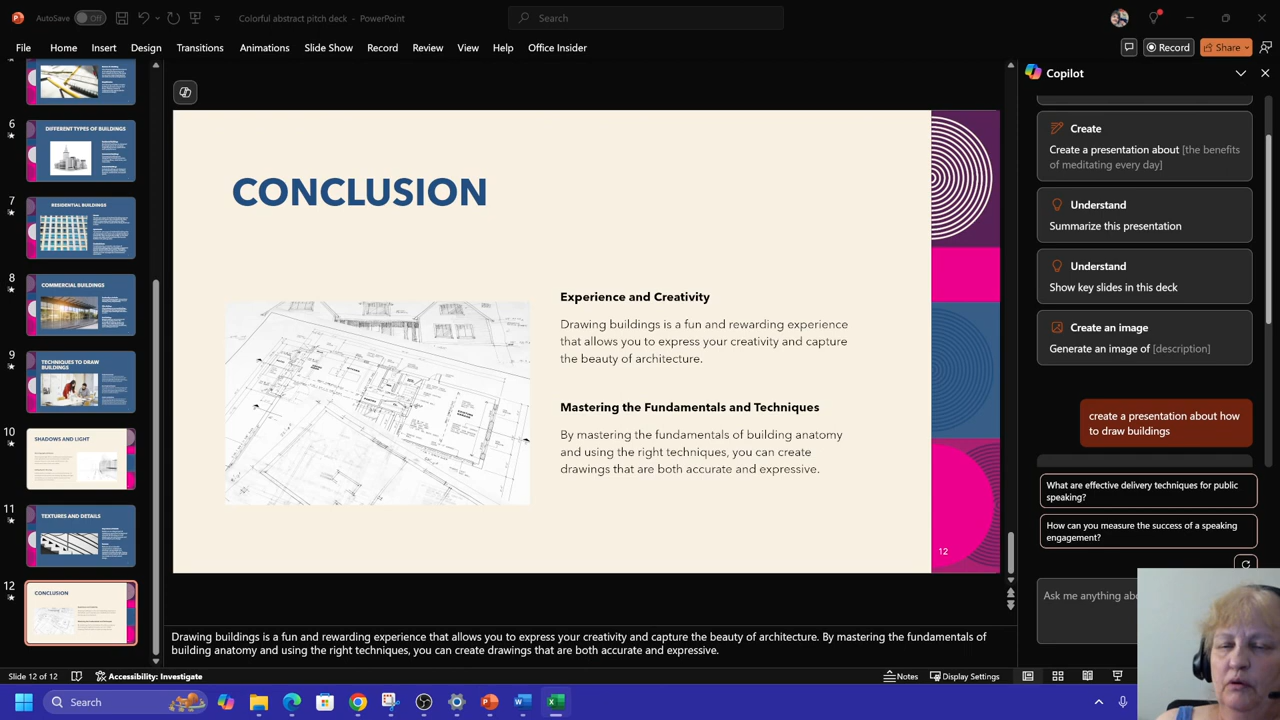 AutoSave Off
Colorful abstract pitch deck - PowerPoint
Search
File Home Insert Design Transitions Animations Slide Show Record Review View Help Office Insider
Record Share
Copilot
6
DIFFERENT TYPES OF BUILDINGS
7
RESIDENTIAL BUILDINGS
8
COMMERCIAL BUILDINGS
9
TECHNIQUES TO DRAW
BUILDINGS
10
SHADOWS AND LIGHT
11
TEXTURES AND DETAILS
12
CONCLUSION
CONCLUSION
Experience and Creativity
Drawing buildings is a fun and rewarding experience
that allows you to express your creativity and capture
the beauty of architecture.
Mastering the Fundamentals and Techniques
By mastering the fundamentals of building anatomy
and using the right techniques, you can create
drawings that are both accurate and expressive.
12
Create
Create a presentation about [the benefits
of meditating every day]
Understand
Summarize this presentation
Understand
Show key slides in this deck
Create an image
Generate an image of [description]
create a presentation about how
to draw buildings
What are effective delivery techniques for public
speaking?
How can you measure the success of a speaking
engagement?
Ask me anything
Drawing buildings is a fun and rewarding experience that allows you to express your creativity and capture the beauty of architecture. By mastering the fundamentals of
building anatomy and using the right techniques, you can create drawings that are both accurate and expressive.
Slide 12 of 12 Accessibility: Investigate Notes Display Settings
Search